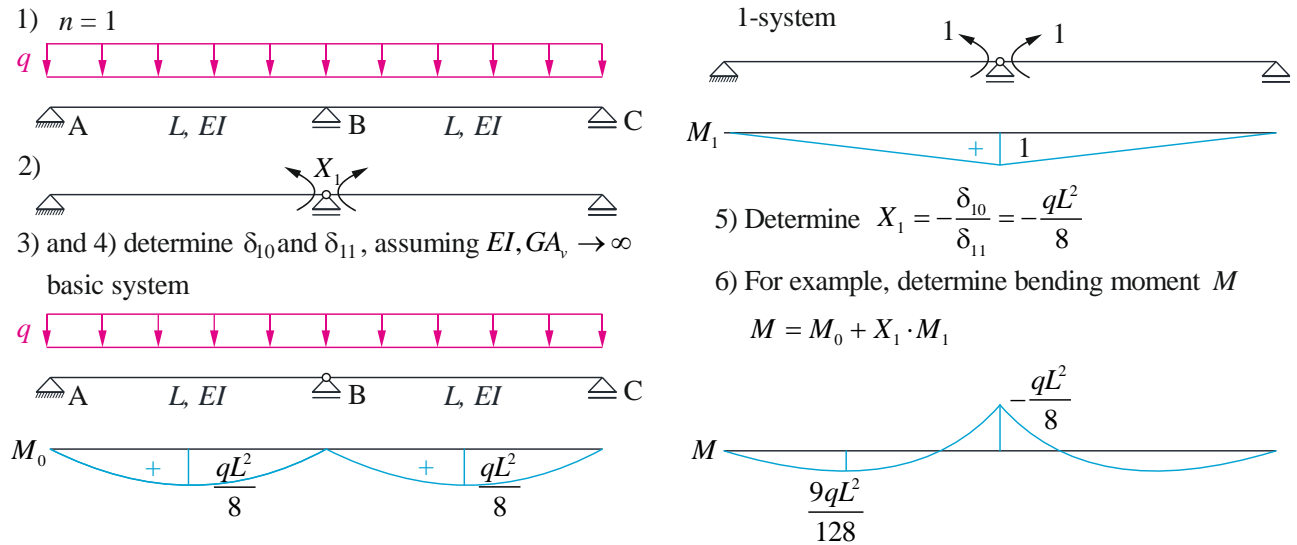 1) n = 1
q
A L, EI B L, EI C
2)
X₁
3) and 4) determine δ₁₀ and δ₁₁, assuming EI, GAᵥ → ∞
basic system
q
A L, EI B L, EI C
M₀ + qL²/8 + qL²/8
1-system
1 1
M₁ + 1
5) Determine X₁ = −δ₁₀/δ₁₁ = −qL²/8
6) For example, determine bending moment M
M = M₀ + X₁ · M₁
−qL²/8
M
9qL²/128